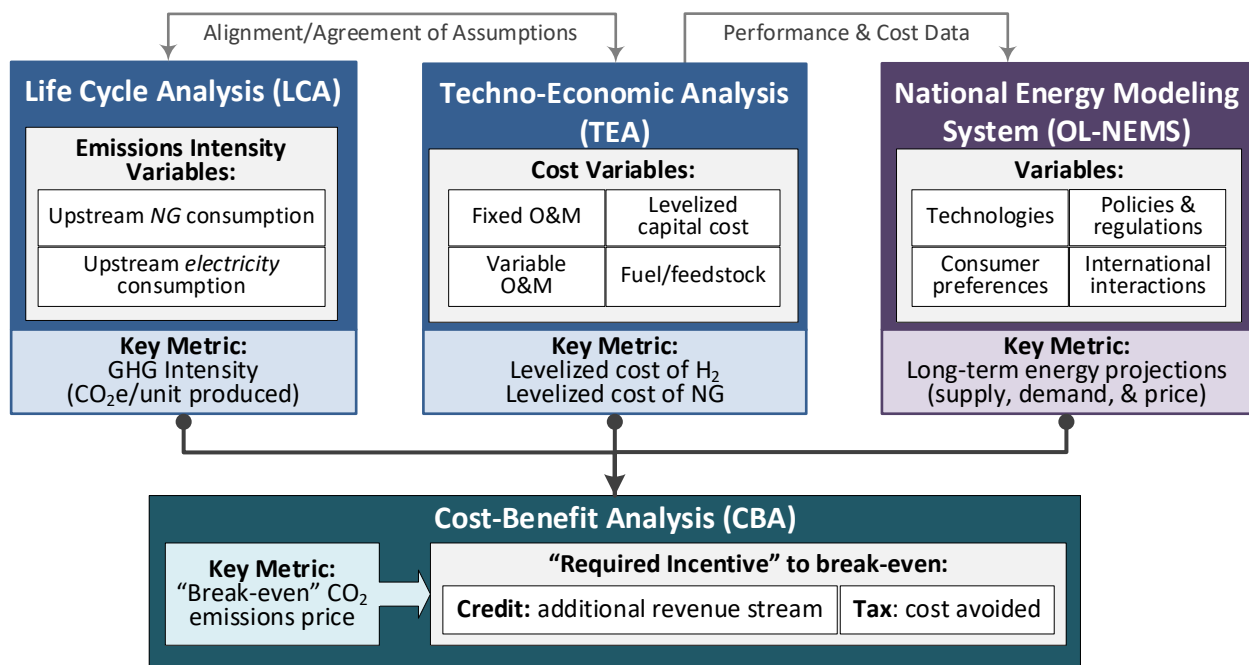 Alignment/Agreement of Assumptions
Performance & Cost Data
Life Cycle Analysis (LCA)
Emissions Intensity
Variables:
Upstream NG consumption
Upstream electricity
consumption
Key Metric:
GHG Intensity
(CO₂e/unit produced)
Techno-Economic Analysis
(TEA)
Cost Variables:
Fixed O&M
Levelized
capital cost
Variable
O&M
Fuel/feedstock
Key Metric:
Levelized cost of H₂
Levelized cost of NG
National Energy Modeling
System (OL-NEMS)
Variables:
Technologies
Policies &
regulations
Consumer
preferences
International
interactions
Key Metric:
Long-term energy projections
(supply, demand, & price)
Cost-Benefit Analysis (CBA)
Key Metric:
“Break-even” CO₂
emissions price
“Required Incentive” to break-even:
Credit: additional revenue stream
Tax: cost avoided